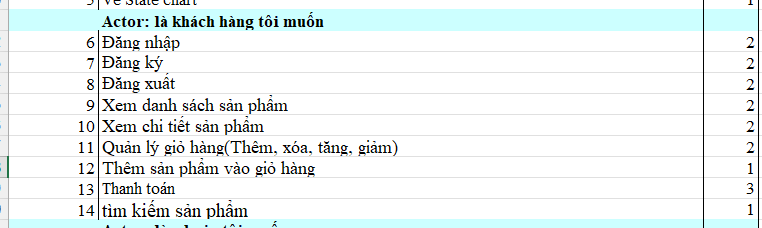 5 Vẽ State chart 1
Actor: là khách hàng tôi muốn
6 Đăng nhập 2
7 Đăng ký 2
8 Đăng xuất 2
9 Xem danh sách sản phẩm 2
10 Xem chi tiết sản phẩm 2
11 Quản lý giỏ hàng(Thêm, xóa, tăng, giảm) 2
12 Thêm sản phẩm vào giỏ hàng 1
13 Thanh toán 3
14 tìm kiếm sản phẩm 1